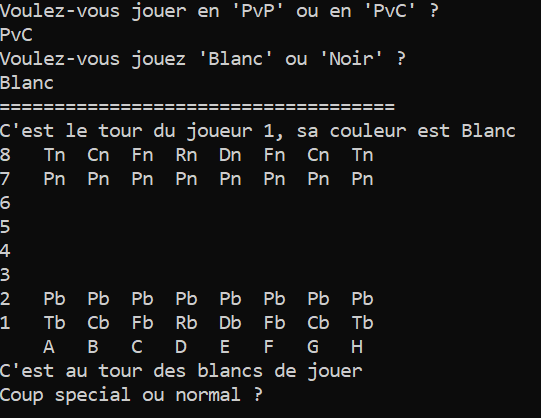 Voulez-vous jouer en 'PvP' ou en 'PvC' ?
PvC
Voulez-vous jouez 'Blanc' ou 'Noir' ?
Blanc
====================================
C'est le tour du joueur 1, sa couleur est Blanc
8   Tn  Cn  Fn  Rn  Dn  Fn  Cn  Tn
7   Pn  Pn  Pn  Pn  Pn  Pn  Pn  Pn
6
5
4
3
2   Pb  Pb  Pb  Pb  Pb  Pb  Pb  Pb
1   Tb  Cb  Fb  Rb  Db  Fb  Cb  Tb
    A   B   C   D   E   F   G   H
C'est au tour des blancs de jouer
Coup special ou normal ?